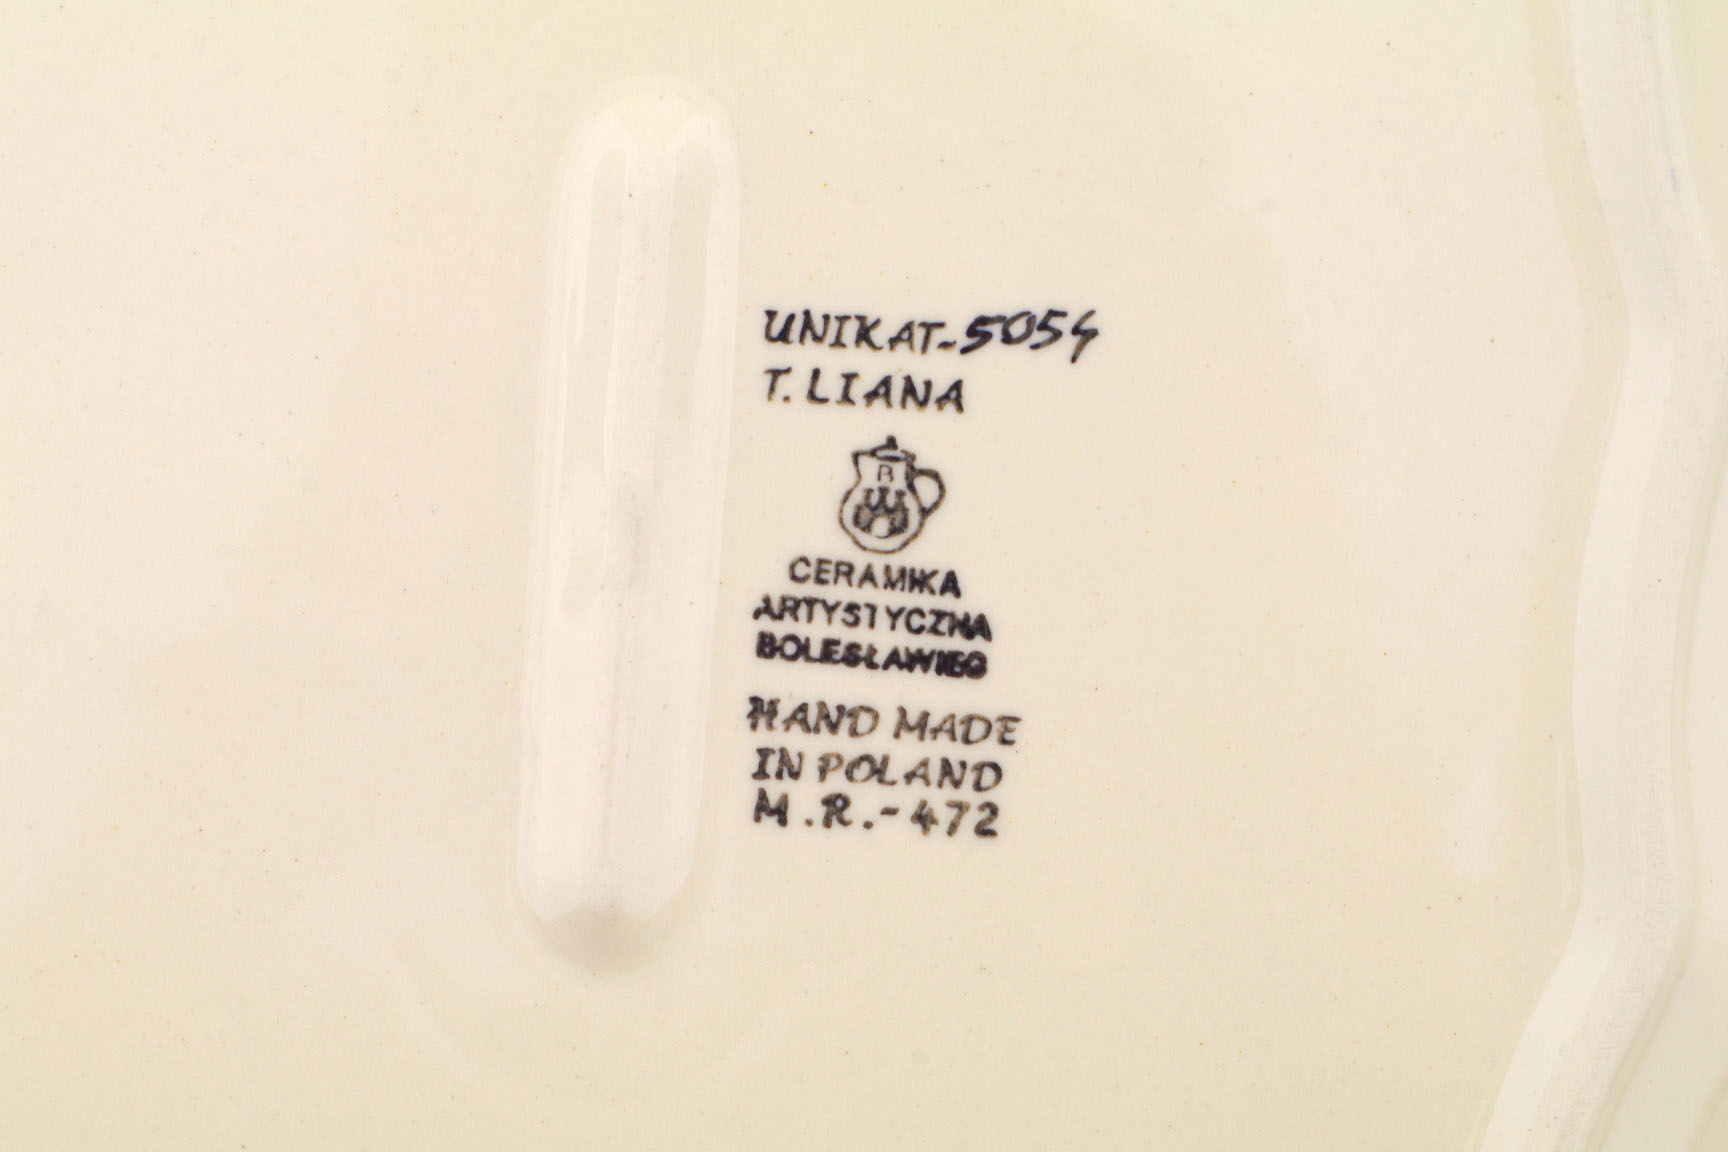 UNIKAT-5054
T. LIANA
B
CERAMIKA
ARTYSTYCZNA
BOLESŁAWIEC
HAND MADE
IN POLAND
M.R.-472